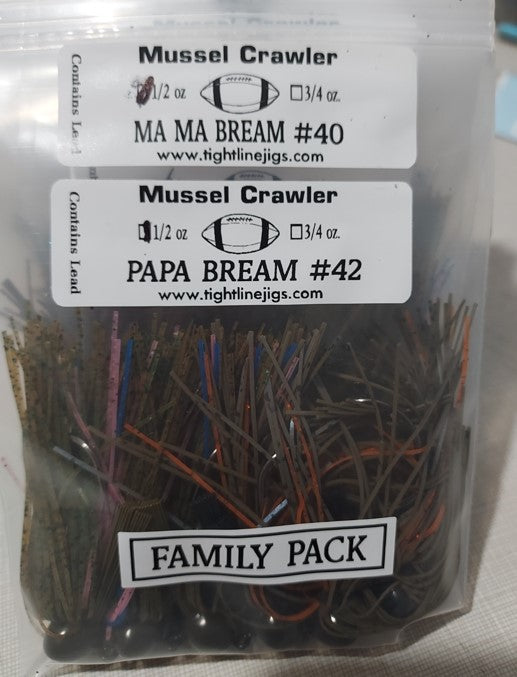 Mussel Crawler
1/2 oz ☐3/4 oz.
MA MA BREAM #40
www.tightlinejigs.com
Contains Lead
Mussel Crawler
1/2 oz ☐3/4 oz.
PAPA BREAM #42
www.tightlinejigs.com
Contains Lead
FAMILY PACK